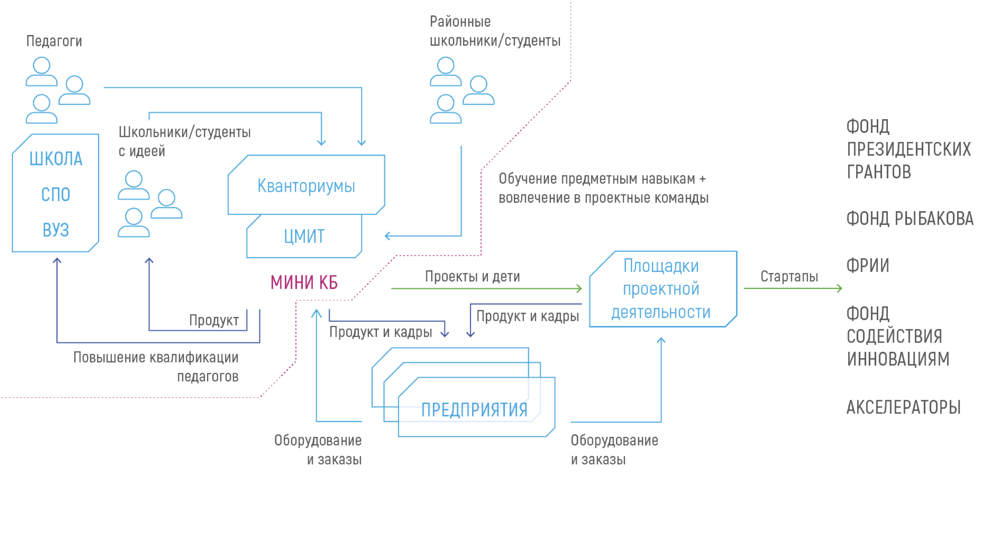 Районные
школьники/студенты
Педагоги
Школьники/студенты
с идеей
ШКОЛА
СПО
ВУЗ
Кванториумы
ЦМИТ
МИНИ КБ
Обучение предметным навыкам +
вовлечение в проектные команды
Проекты и дети
Площадки
проектной
деятельности
Стартапы
ФОНД
ПРЕЗИДЕНТСКИХ
ГРАНТОВ
ФОНД РЫБАКОВА
ФРИИ
ФОНД
СОДЕЙСТВИЯ
ИННОВАЦИЯМ
АКСЕЛЕРАТОРЫ
Продукт
Продукт и кадры
Продукт и кадры
Повышение квалификации
педагогов
ПРЕДПРИЯТИЯ
Оборудование
и заказы
Оборудование
и заказы